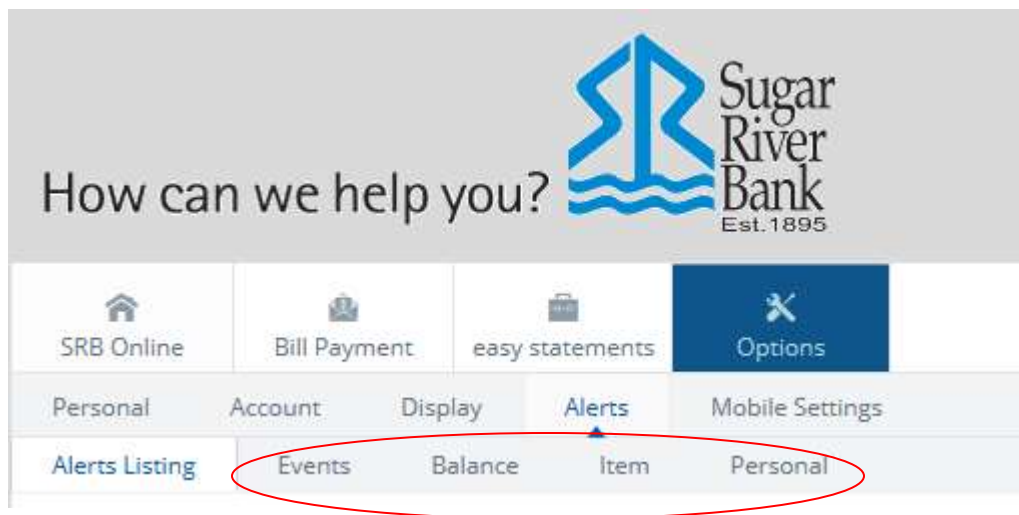 Sugar
River
Bank
Est.1895
How can we help you?
SRB Online Bill Payment easy statements Options
Personal Account Display Alerts Mobile Settings
Alerts Listing Events Balance Item Personal